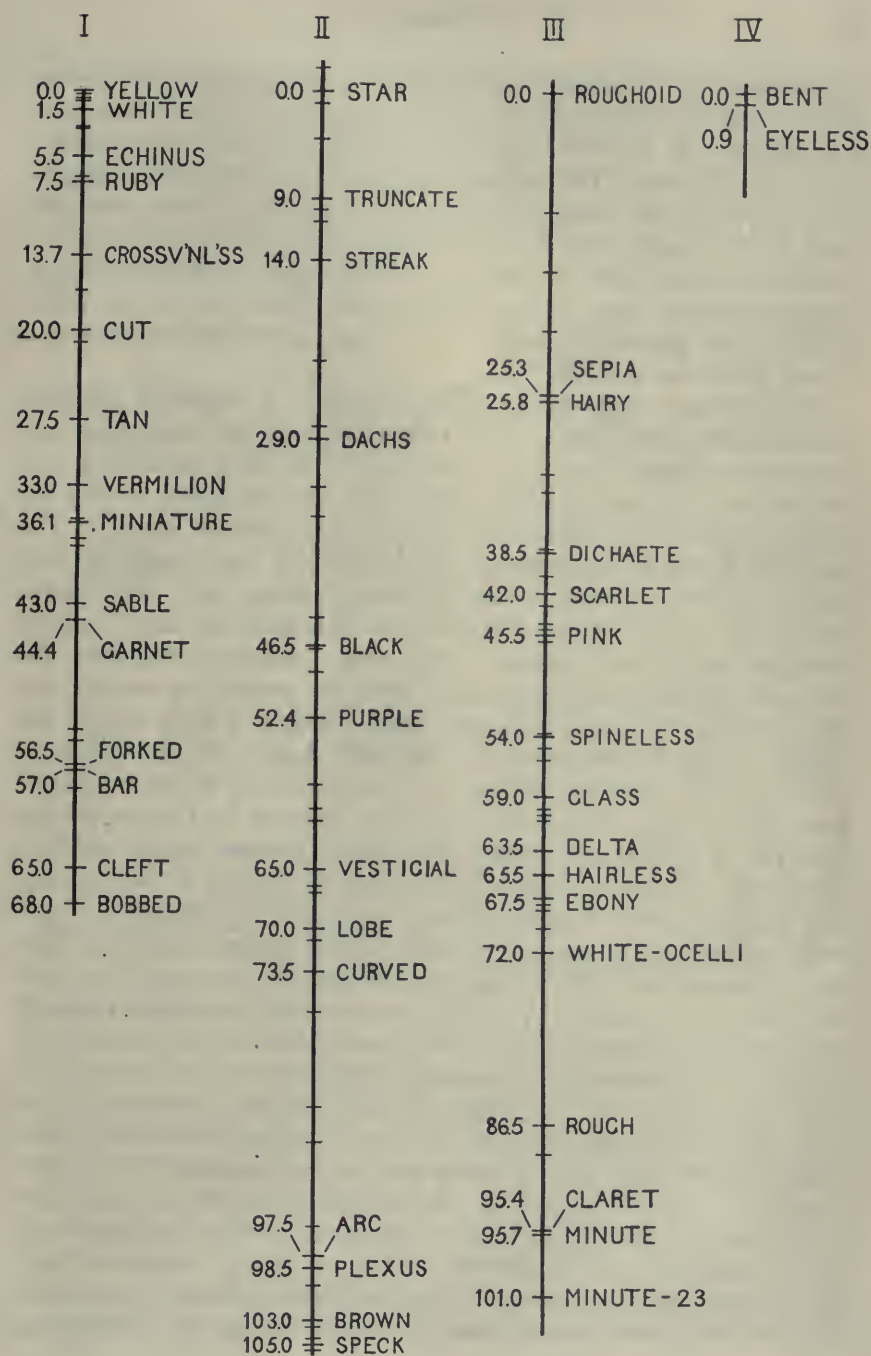 I
0.0 YELLOW
1.5 WHITE
5.5 ECHINUS
7.5 RUBY
13.7 CROSSV'NL'SS
20.0 CUT
27.5 TAN
33.0 VERMILION
36.1 MINIATURE
43.0 SABLE
44.4 GARNET
56.5 FORKED
57.0 BAR
65.0 CLEFT
68.0 BOBBED
II
0.0 STAR
9.0 TRUNCATE
14.0 STREAK
29.0 DACHS
46.5 BLACK
52.4 PURPLE
65.0 VESTIGIAL
70.0 LOBE
73.5 CURVED
97.5 ARC
98.5 PLEXUS
103.0 BROWN
105.0 SPECK
III
0.0 ROUGHOID
25.3 SEPIA
25.8 HAIRY
38.5 DICHAETE
42.0 SCARLET
45.5 PINK
54.0 SPINELESS
59.0 GLASS
63.5 DELTA
65.5 HAIRLESS
67.5 EBONY
72.0 WHITE-OCELLI
86.5 ROUGH
95.4 CLARET
95.7 MINUTE
101.0 MINUTE-23
IV
0.0 BENT
0.9 EYELESS